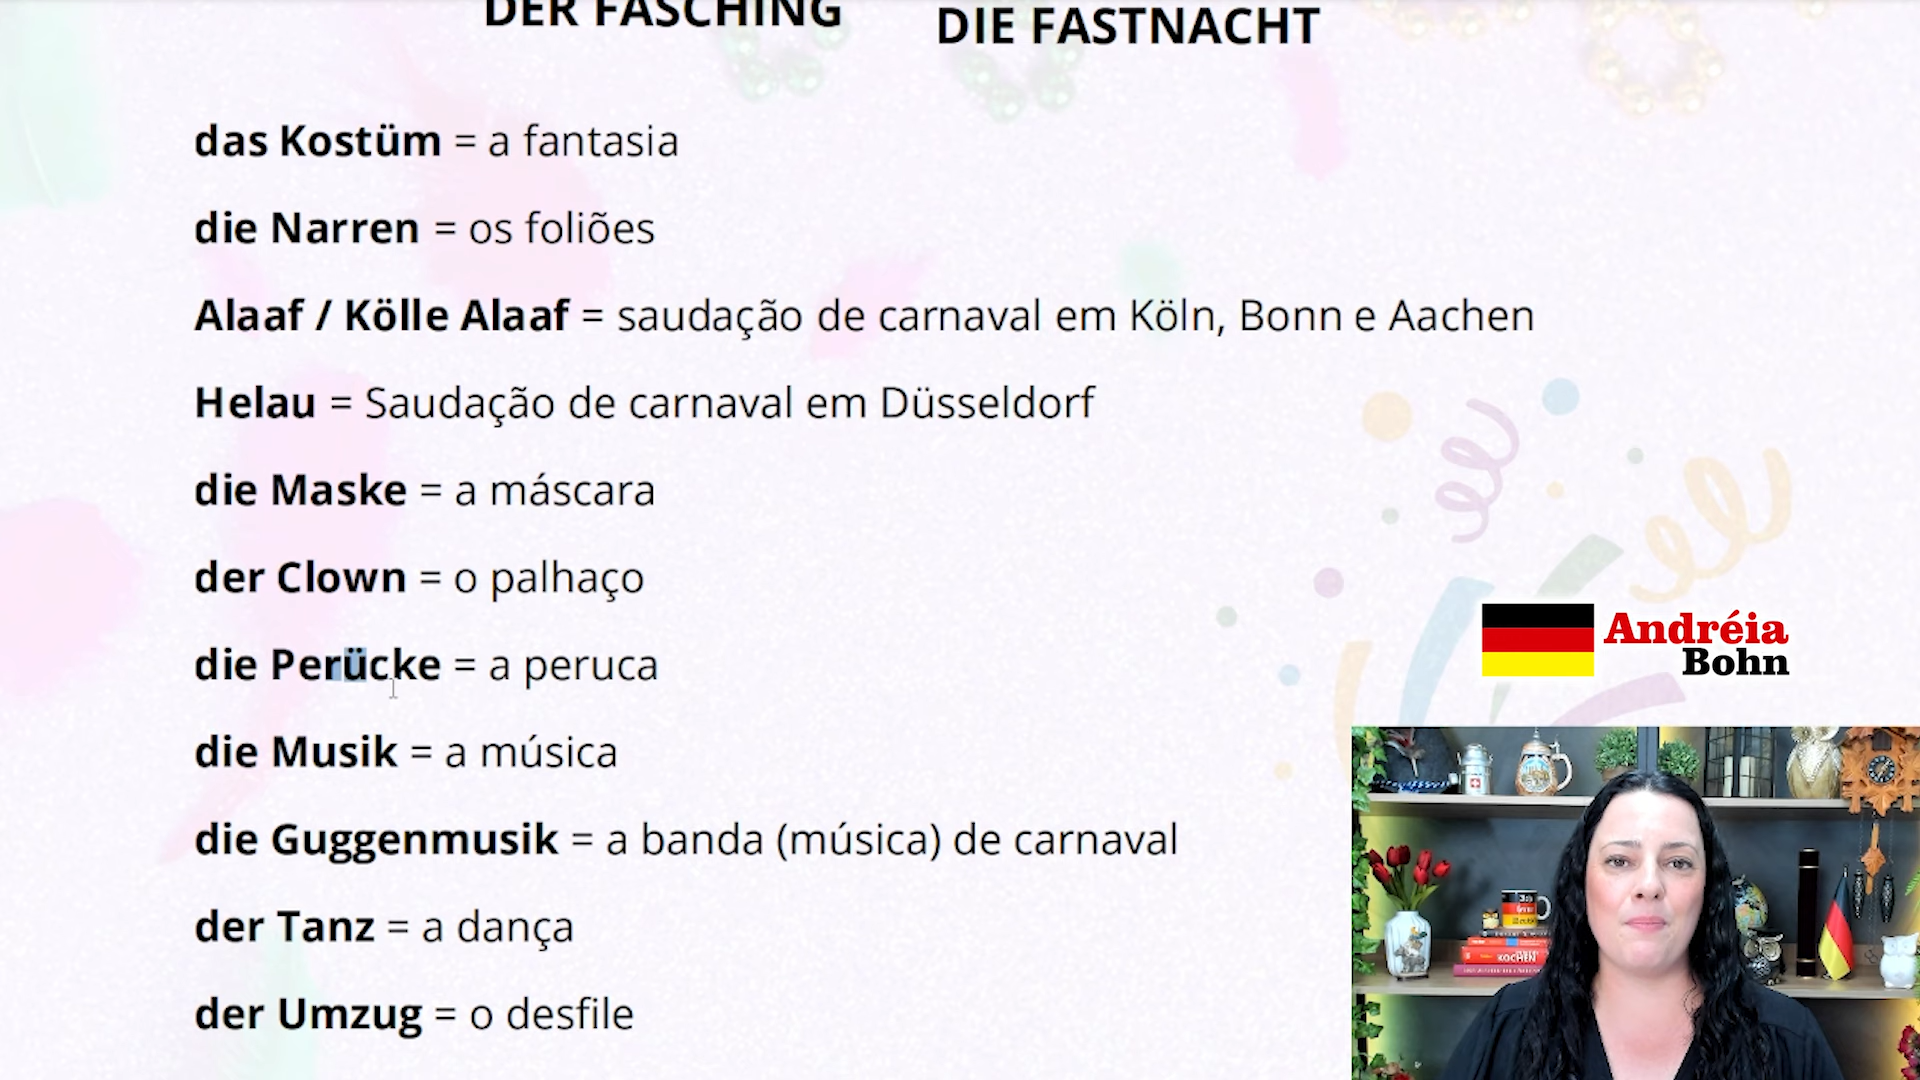 DER FASCHING
DIE FASTNACHT
das Kostüm = a fantasia
die Narren = os foliões
Alaaf / Kölle Alaaf = saudação de carnaval em Köln, Bonn e Aachen
Helau = Saudação de carnaval em Düsseldorf
die Maske = a máscara
der Clown = o palhaço
die Perücke = a peruca
die Musik = a música
die Guggenmusik = a banda (música) de carnaval
der Tanz = a dança
der Umzug = o desfile
Andréia
Bohn
KOCHEN